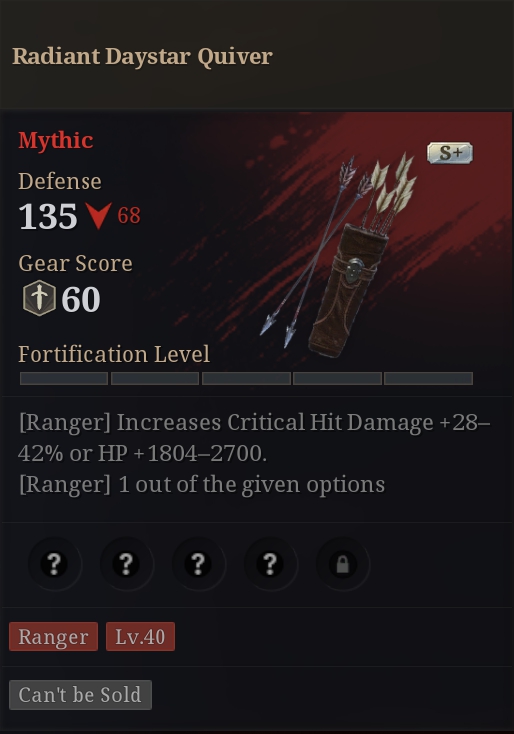 Radiant Daystar Quiver
Mythic
S+
Defense
135 68
Gear Score
60
Fortification Level
[Ranger] Increases Critical Hit Damage +28–
42% or HP +1804–2700.
[Ranger] 1 out of the given options
? ? ? ?
Ranger Lv.40
Can't be Sold